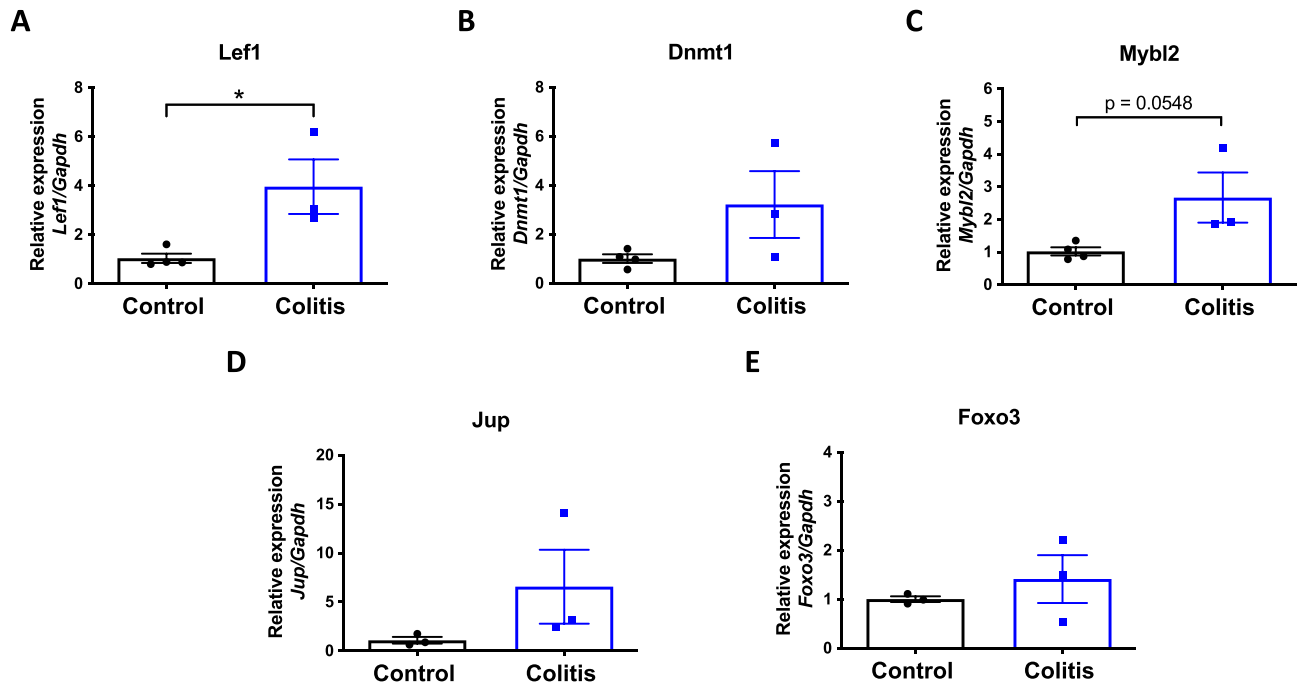 A
Lef1
Relative expression
Lef1/Gapdh
8
6
4
2
0
*
Control
Colitis
B
Dnmt1
Relative expression
Dnmt1/Gapdh
8
6
4
2
0
Control
Colitis
C
Mybl2
Relative expression
Mybl2/Gapdh
6
5
4
3
2
1
0
p = 0.0548
Control
Colitis
D
Jup
Relative expression
Jup/Gapdh
20
15
10
5
0
Control
Colitis
E
Foxo3
Relative expression
Foxo3/Gapdh
4
3
2
1
0
Control
Colitis